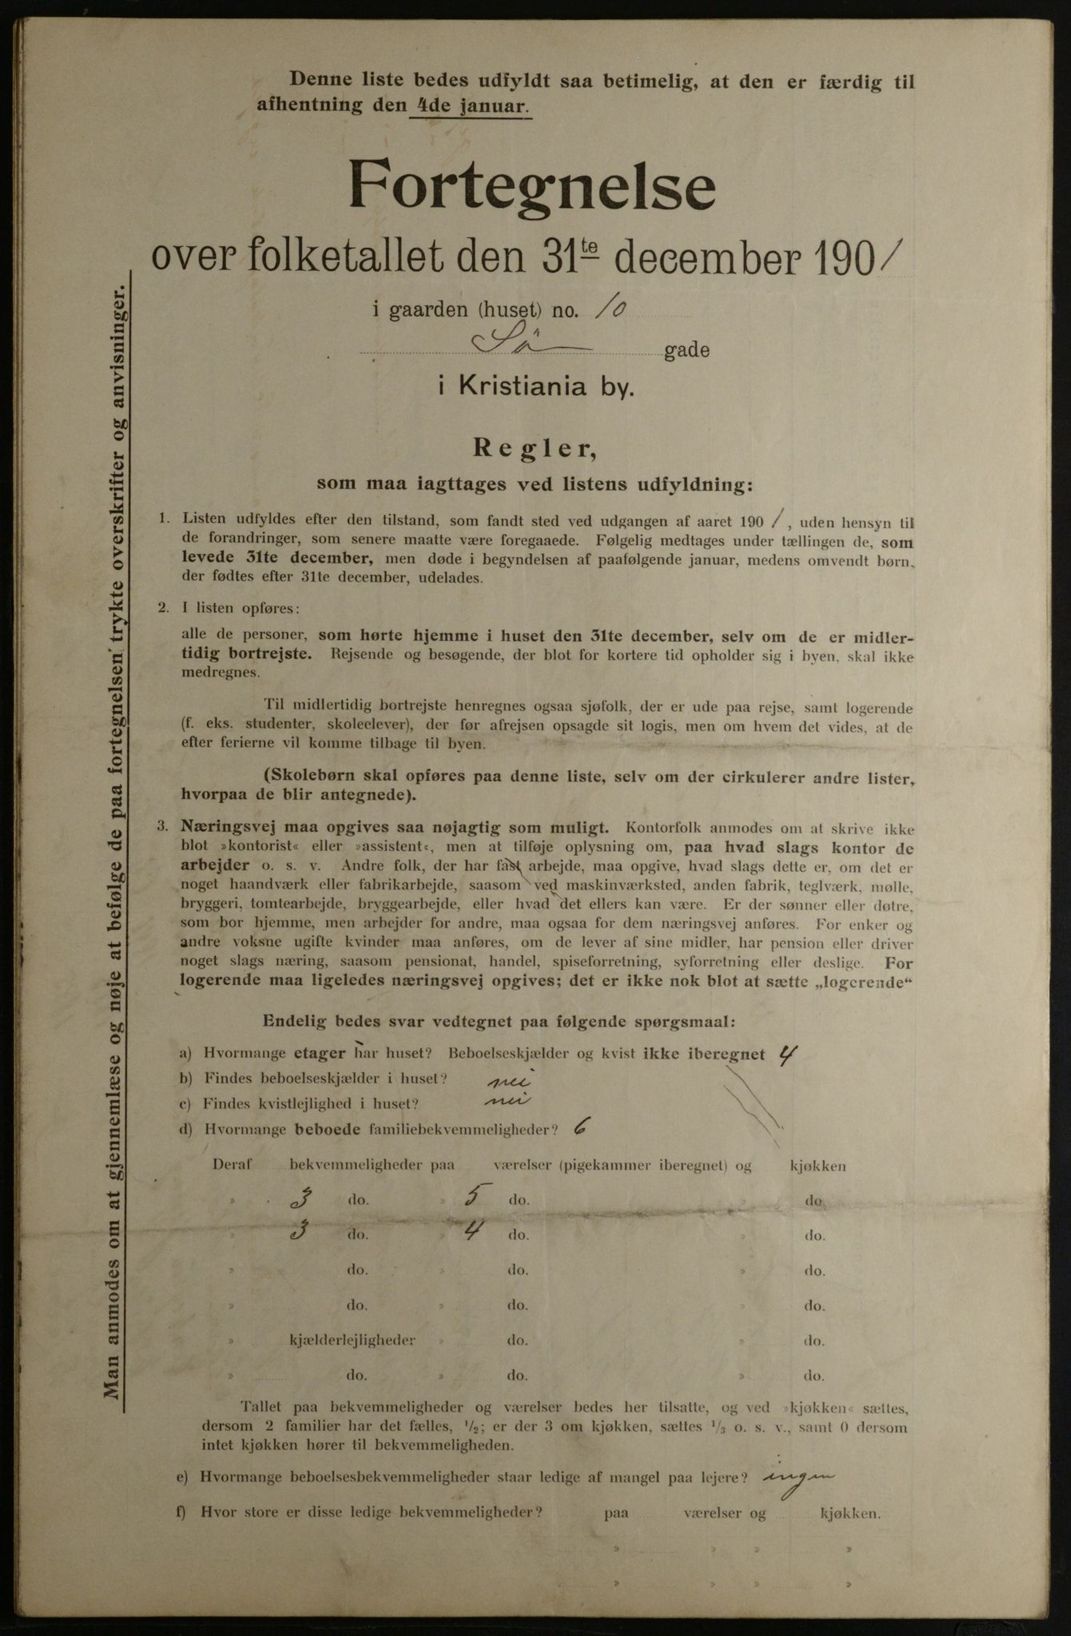 Denne liste bedes udfyldt saa betimelig, at den er færdig til
afhentning den 4de januar.
Fortegnelse
over folketallet den 31te december 1901
i gaarden (huset) no. 10
Sø gade
i Kristiania by.
Regler,
som maa iagttages ved listens udfyldning:
1. Listen udfyldes efter den tilstand, som fandt sted ved udgangen af aaret 1901, uden hensyn til
de forandringer, som senere maatte være foregaaede. Følgelig medtages under tællingen de, som
levede 31te december, men døde i begyndelsen af paafølgende januar, medens omvendt børn,
der fødtes efter 31te december, udelades.
2. I listen opføres:
alle de personer, som hørte hjemme i huset den 31te december, selv om de er midler-
tidig bortrejste. Rejsende og besøgende, der blot for kortere tid opholder sig i byen, skal ikke
medregnes.
Til midlertidig bortrejste henregnes ogsaa sjøfolk, der er ude paa rejse, samt logerende
(f. eks. studenter, skoleelever), der før afrejsen opsagde sit logis, men om hvem det vides, at de
efter ferierne vil komme tilbage til byen.
(Skolebørn skal opføres paa denne liste, selv om der cirkulerer andre lister,
hvorpaa de blir antegnede).
3. Næringsvej maa opgives saa nøjagtig som muligt. Kontorfolk anmodes om at skrive ikke
blot »kontorist« eller »assistent«, men at tilføje oplysning om, paa hvad slags kontor de
arbejder o. s. v. Andre folk, der har fast arbejde, maa opgive, hvad slags dette er, om det er
noget haandværk eller fabrikarbejde, saasom ved maskinværksted, anden fabrik, teglværk, mølle,
bryggeri, tomtearbejde, bryggearbejde, eller hvad det ellers kan være. Er der sønner eller døtre,
som bor hjemme, men arbejder for andre, maa ogsaa for dem næringsvej anføres. For enker og
andre voksne ugifte kvinder maa anføres, om de lever af sine midler, har pension eller driver
noget slags næring, saasom pensionat, handel, spiseforretning, syforretning eller deslige. For
logerende maa ligeledes næringsvej opgives; det er ikke nok blot at sætte „logerende“
Endelig bedes svar vedtegnet paa følgende spørgsmaal:
a) Hvormange etager har huset? Beboelseskjælder og kvist ikke iberegnet 4
b) Findes beboelseskjælder i huset? nei
c) Findes kvistlejlighed i huset? nei
d) Hvormange beboede familiebekvemmeligheder? 6
Deraf bekvemmeligheder paa værelser (pigekammer iberegnet) og kjøkken
» 3 do. » 5 do. » do.
» 3 do. » 4 do. » do.
» do. » do. » do.
» do. » do. » do.
» kjælderlejligheder » do. » do.
» do. » do. » do.
Tallet paa bekvemmeligheder og værelser bedes her tilsatte, og ved »kjøkken« sættes,
dersom 2 familier har det fælles, 1/2; er der 3 om kjøkken, sættes 1/3 o. s. v., samt 0 dersom
intet kjøkken hører til bekvemmeligheden.
e) Hvormange beboelsesbekvemmeligheder staar ledige af mangel paa lejere? ingen
f) Hvor store er disse ledige bekvemmeligheder? paa værelser og kjøkken.
» » » »
» » » »
Man anmodes om at gjennemlæse og nøje at befølge de paa fortegnelsen trykte overskrifter og anvisninger.